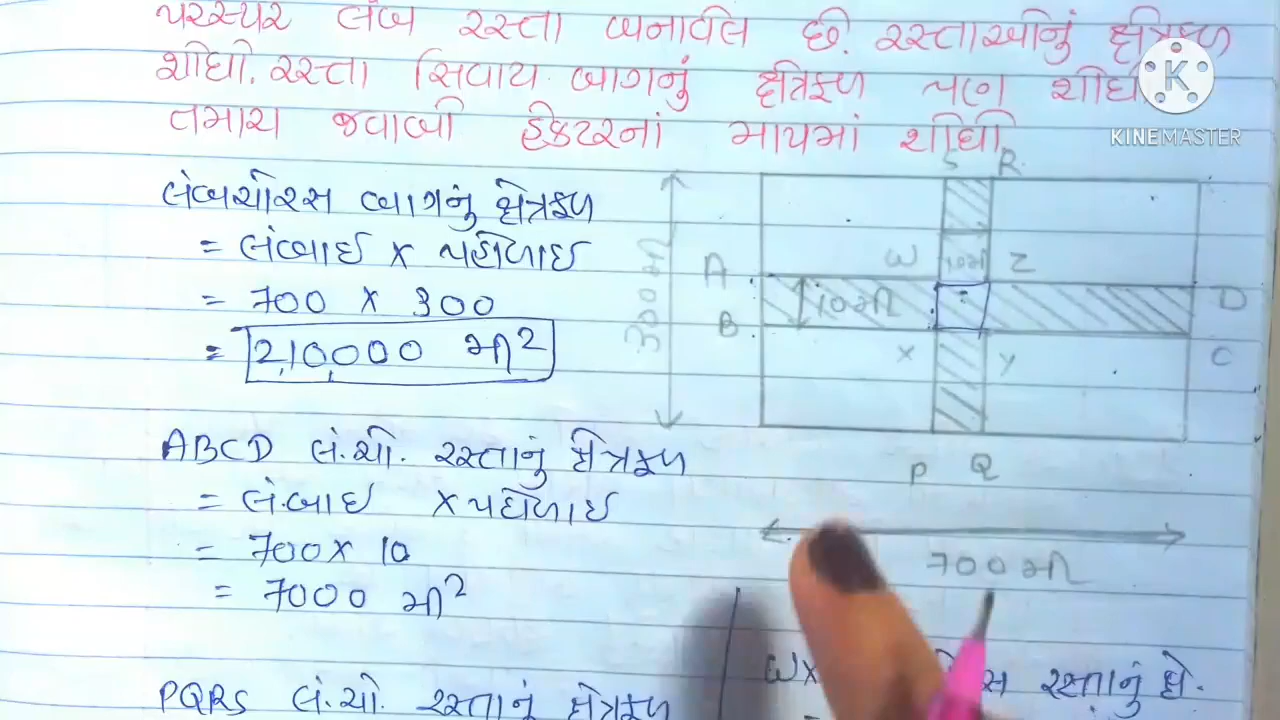 પરસ્પર લંબ રસ્તા બનાવેલ છે. રસ્તાઓનું ક્ષેત્રફળ
શોધો. રસ્તા સિવાય બાગનું ક્ષેત્રફળ પણ શોધો
તમારા જવાબો હેક્ટરનાં માપમાં શોધો
K
KINEMASTER
લંબચોરસ બાગનું ક્ષેત્રફળ
= લંબાઇ × પહોળાઇ
= 700 × 300
= 2,10,000 મી²
ABCD લં.ચો. રસ્તાનું ક્ષેત્રફળ
= લંબાઇ × પહોળાઇ
= 700 × 10
= 7000 મી²
PQRS લં.ચો. રસ્તાનું ક્ષેત્રફળ
S R
300મી
A W 10મી Z
10મી D
B X Y C
P Q
700મી
WX રસ્તાનું ક્ષે.